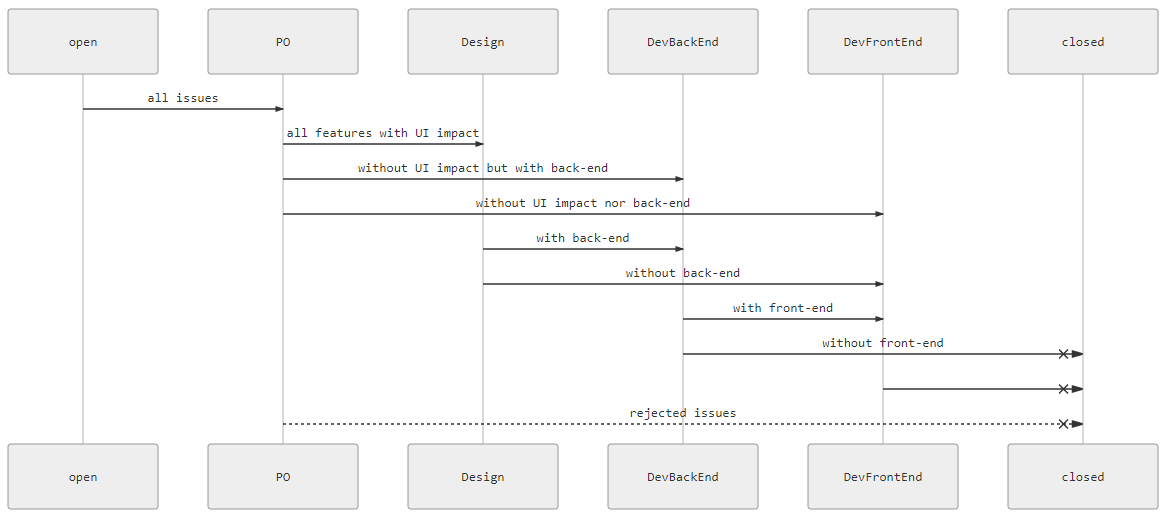 open
PO
Design
DevBackEnd
DevFrontEnd
closed
all issues
all features with UI impact
without UI impact but with back-end
without UI impact nor back-end
with back-end
without back-end
with front-end
without front-end
rejected issues
open
PO
Design
DevBackEnd
DevFrontEnd
closed